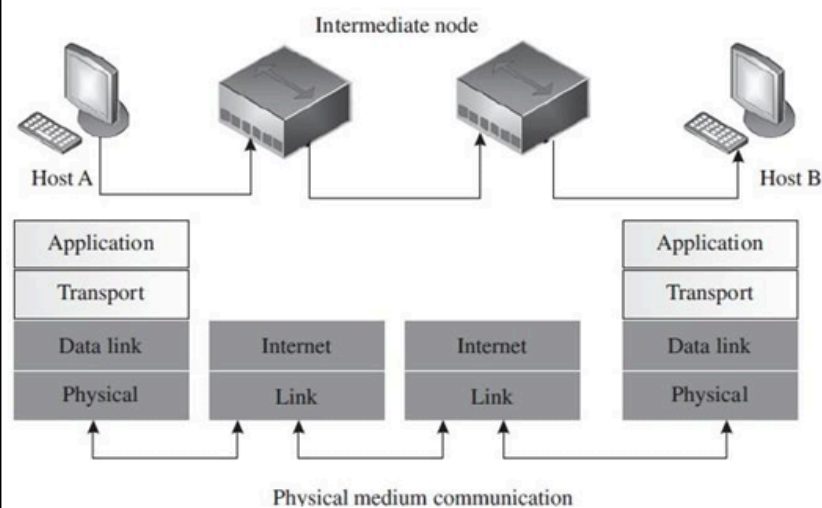 Intermediate node
Host A
Host B
Application
Application
Transport
Transport
Data link
Internet
Internet
Data link
Physical
Link
Link
Physical
Physical medium communication